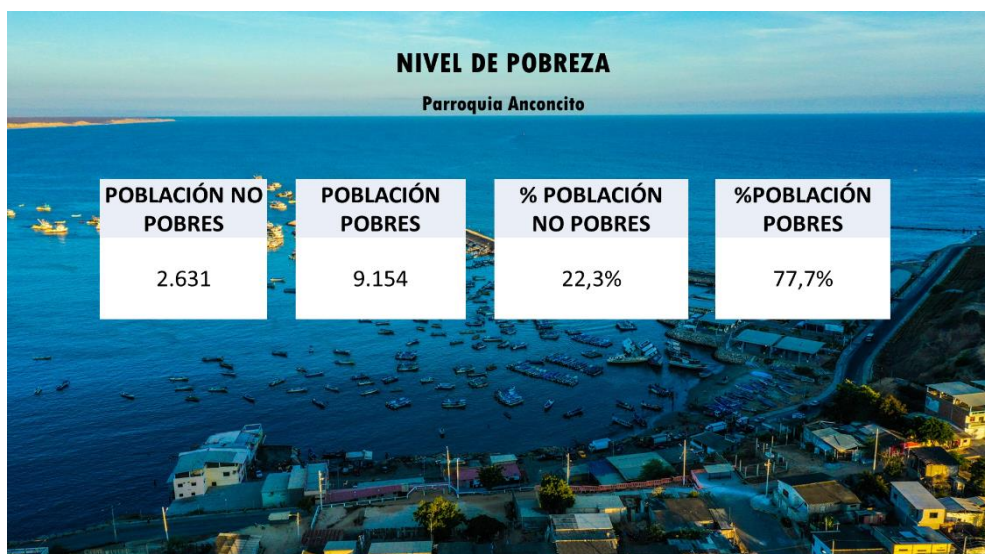 NIVEL DE POBREZA
Parroquia Anconcito
POBLACIÓN NO
POBRES
2.631
POBLACIÓN
POBRES
9.154
% POBLACIÓN
NO POBRES
22,3%
%POBLACIÓN
POBRES
77,7%